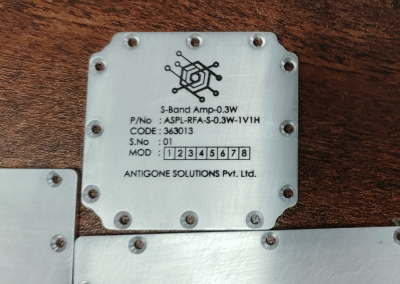 S-Band Amp-0.3W
P/No : ASPL-RFA-S-0.3W-1V1H
CODE : 363013
S.No : 01
MOD : 1 2 3 4 5 6 7 8
ANTIGONE SOLUTIONS Pvt. Ltd.